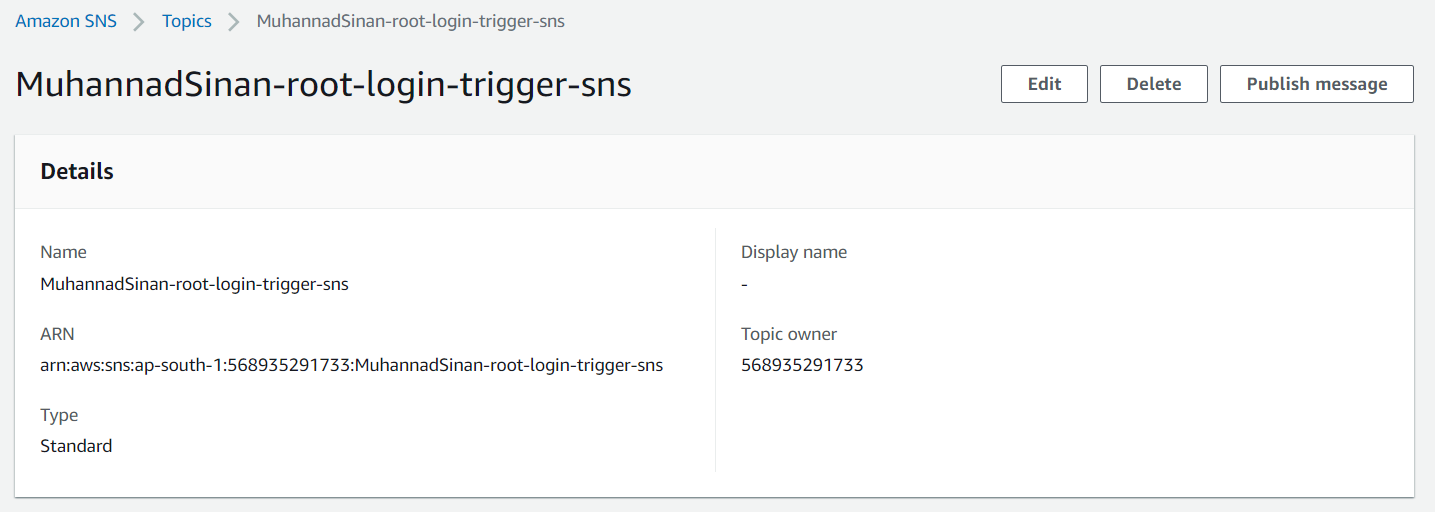 Amazon SNS > Topics > MuhannadSinan-root-login-trigger-sns
MuhannadSinan-root-login-trigger-sns
Edit
Delete
Publish message
Details
Name
MuhannadSinan-root-login-trigger-sns
ARN
arn:aws:sns:ap-south-1:568935291733:MuhannadSinan-root-login-trigger-sns
Type
Standard
Display name
-
Topic owner
568935291733